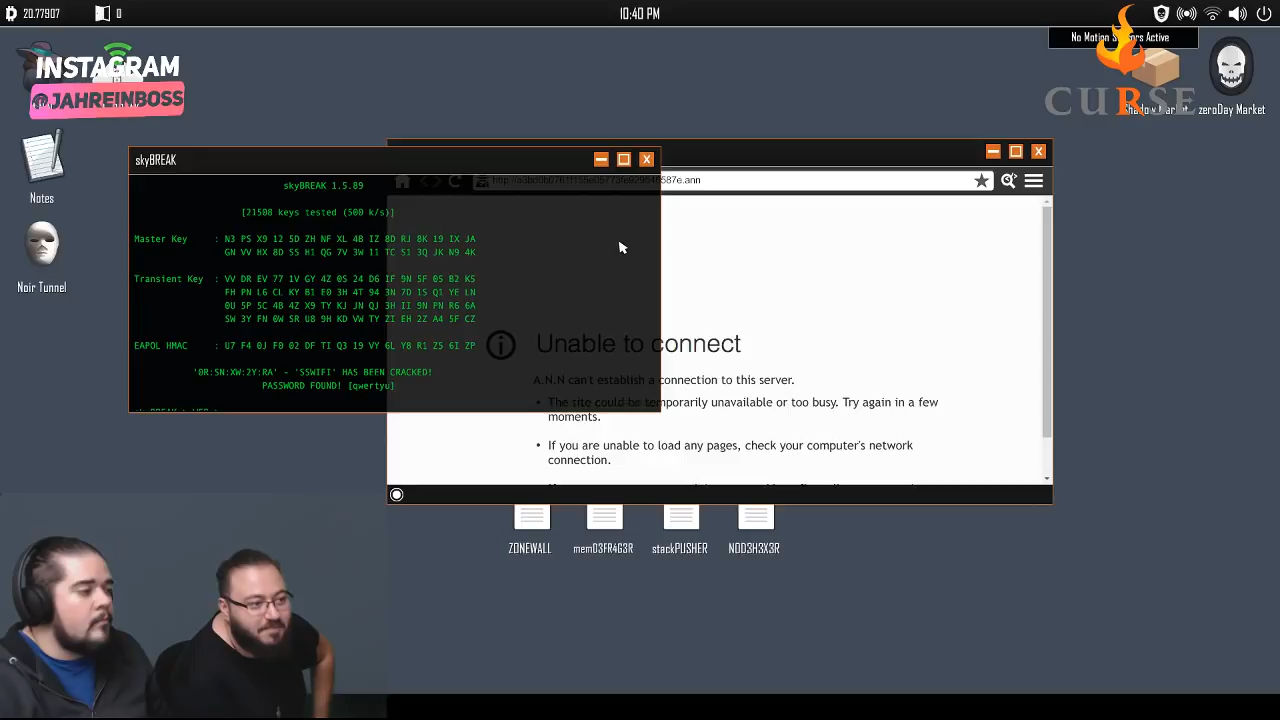 20.77907
0
10:40 PM
No Motion Sensors Active
INSTAGRAM
@JAHREINBOSS
CURSE
Shadow Market
zeroDay Market
Notes
Noir Tunnel
skyBREAK
skyBREAK 1.5.89
[21508 keys tested (500 k/s)]
Master Key : N3 PS X9 12 5D ZH NF XL 4B IZ 8D RJ 8K 19 IX JA
GN VV HX 8D SS H1 QG 7V 3W 11 TC S1 3Q JK N9 4K
Transient Key : VV DR EV 77 1V GY 4Z 0S 24 D6 IF 9N 5F 0S B2 K5
FH PN L6 CL KY B1 F0 3H 4T 94 3N 7D 1S Q1 YE LN
0U 5P 5C 4B 4Z X9 TY KJ JN QJ 3H II 9N PN R6 6A
SW 3Y FN 0W SR U8 9H KD VW TY ZI EH 2Z A4 5F CZ
EAPOL HMAC : U7 F4 0J F0 02 DF TI Q3 19 VY 6L Y8 R1 Z5 6I ZP
'0R:5N:XW:2Y:RA' - 'SSWIFI' HAS BEEN CRACKED!
PASSWORD FOUND! [qwertyu]
Unable to connect
A.N.N can't establish a connection to this server.
• The site could be temporarily unavailable or too busy. Try again in a few
moments.
• If you are unable to load any pages, check your computer's network
connection.
ZONEWALL
memD3FR4G3R
stackPUSHER
N0D3H3X3R